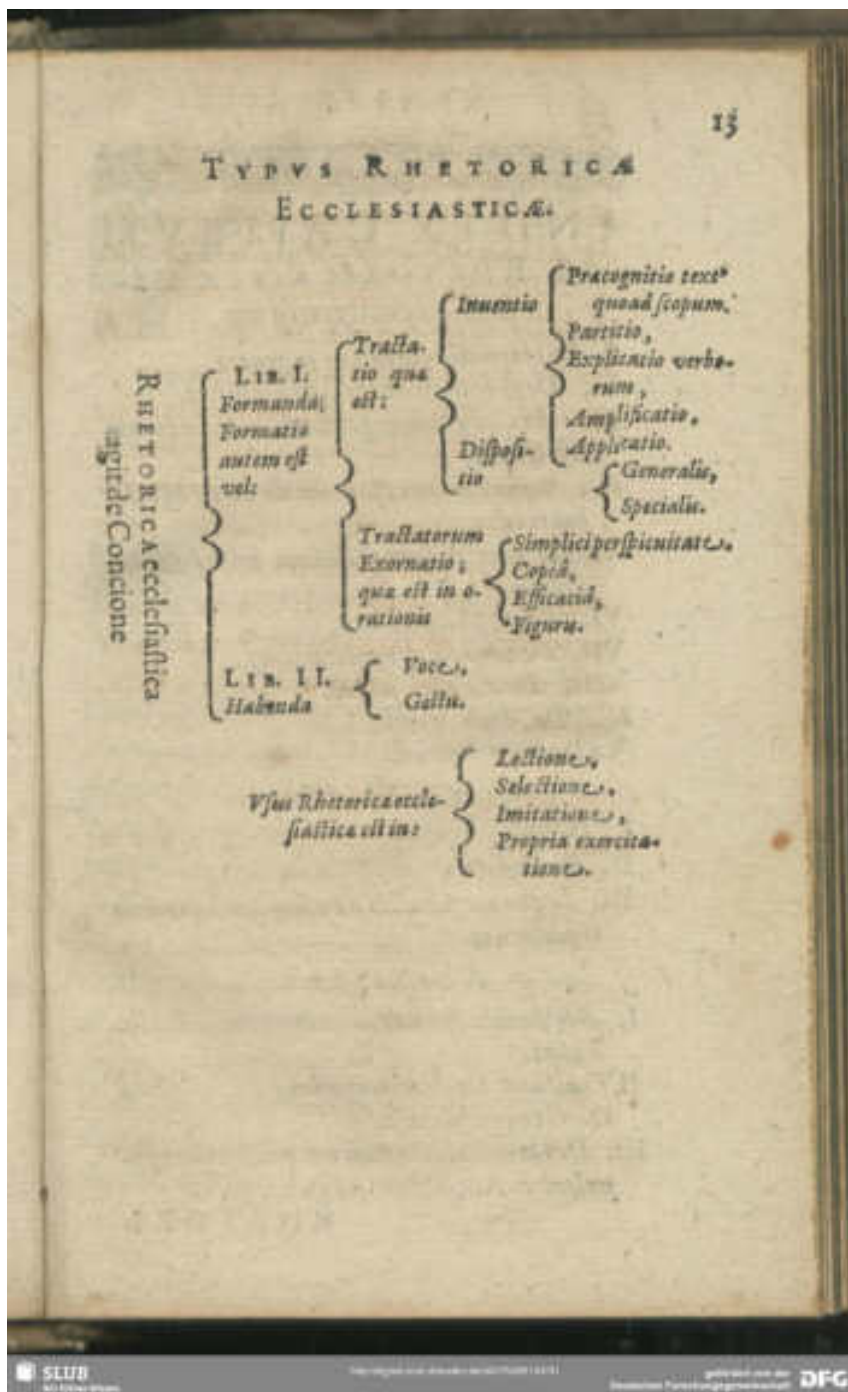 13
TYPVS RHETORICÆ
ECCLESIASTICÆ.
RHETORICA ecclesiastica
agit de Concione
LIB. I.
Formanda;
Formatio
autem est
vel:
Tracta-
tio quæ
est:
Inuentio
Præcognitio text⁹
quoad scopum.
Partitio,
Explicatio verbo-
rum,
Amplificatio,
Applicatio.
Disposi-
tio
Generalis,
Specialis.
Tractatorum
Exornatio;
quæ est in o-
rationis
Simplici perspicuitate.
Copiâ,
Efficaciâ,
Figuris.
LIB. II.
Habenda
Voce,
Gestu.
Vsus Rhetoricæ eccle-
siasticæ est in:
Lectione,
Selectione,
Imitatione,
Propria exercita-
tione.
SLUB
DFG